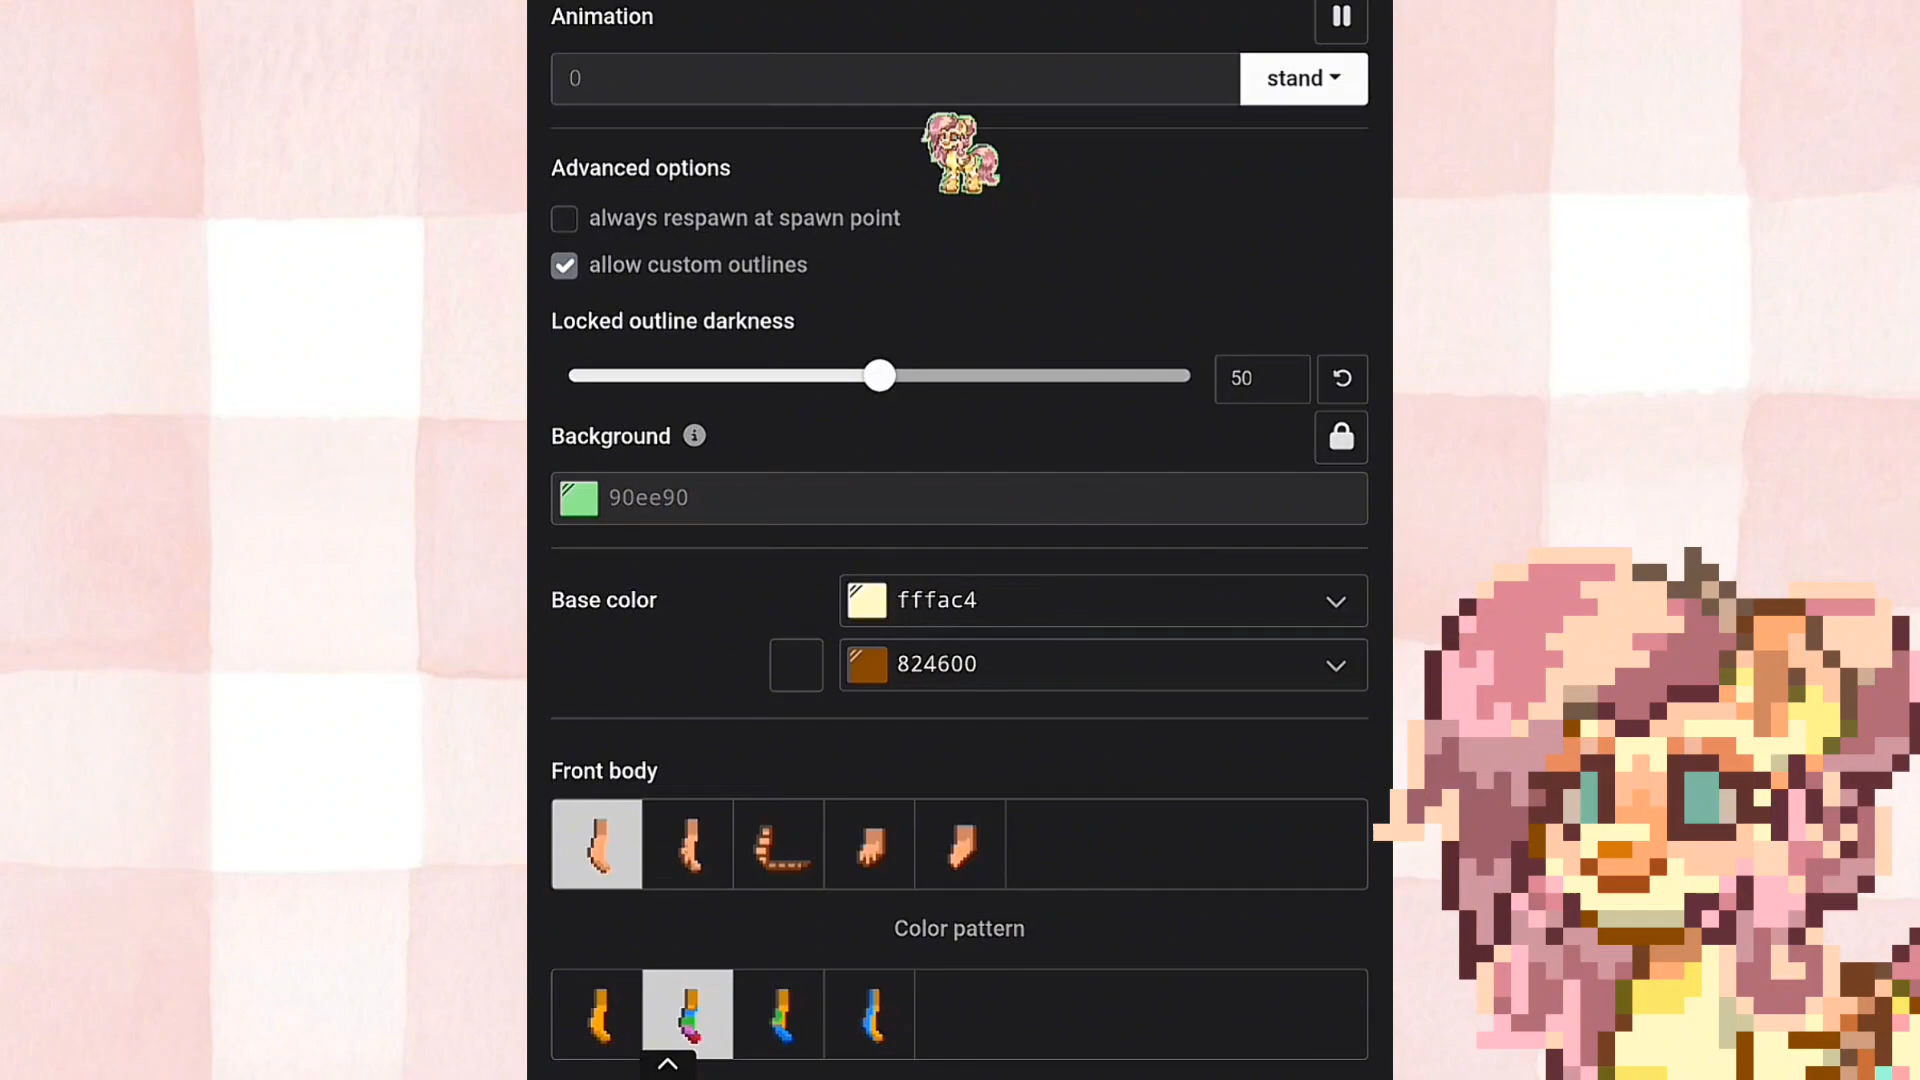 Animation
0
stand
Advanced options
always respawn at spawn point
allow custom outlines
Locked outline darkness
50
Background
90ee90
Base color
fffac4
824600
Front body
Color pattern